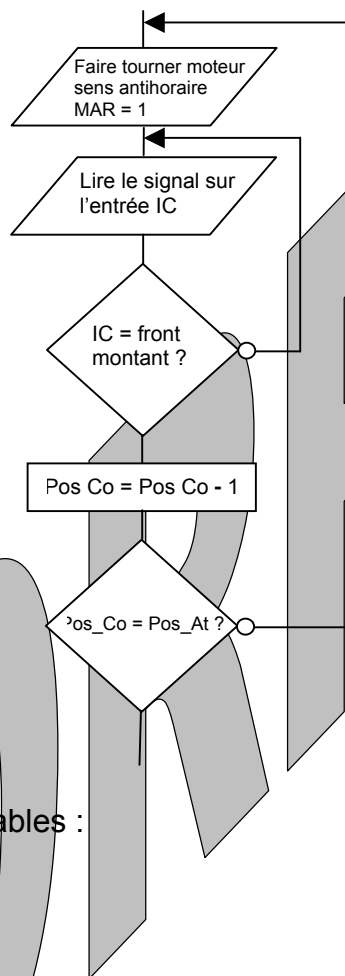 Faire tourner moteur
sens antihoraire
MAR = 1
Lire le signal sur
l'entrée IC
IC = front
montant ?
Pos Co = Pos Co - 1
Pos_Co = Pos_At ?
ables :